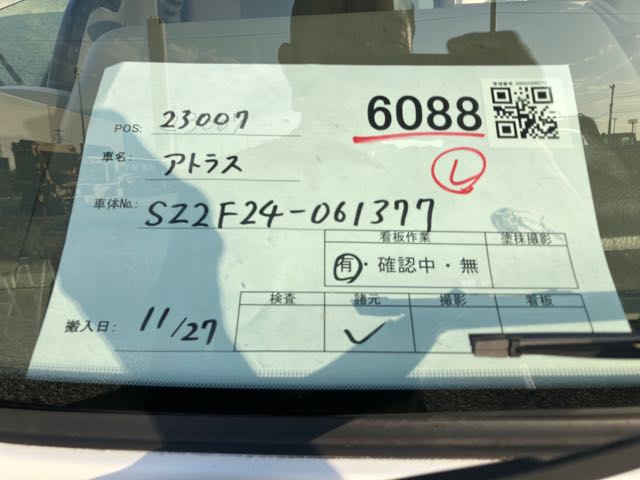 POS: 23007
6088
車名: アトラス
L
車体No.: SZ2F24-061377
看板作業 塗抹撮影
有・確認中・無
検査 諸元 撮影 看板
搬入日: 11/27 ✓